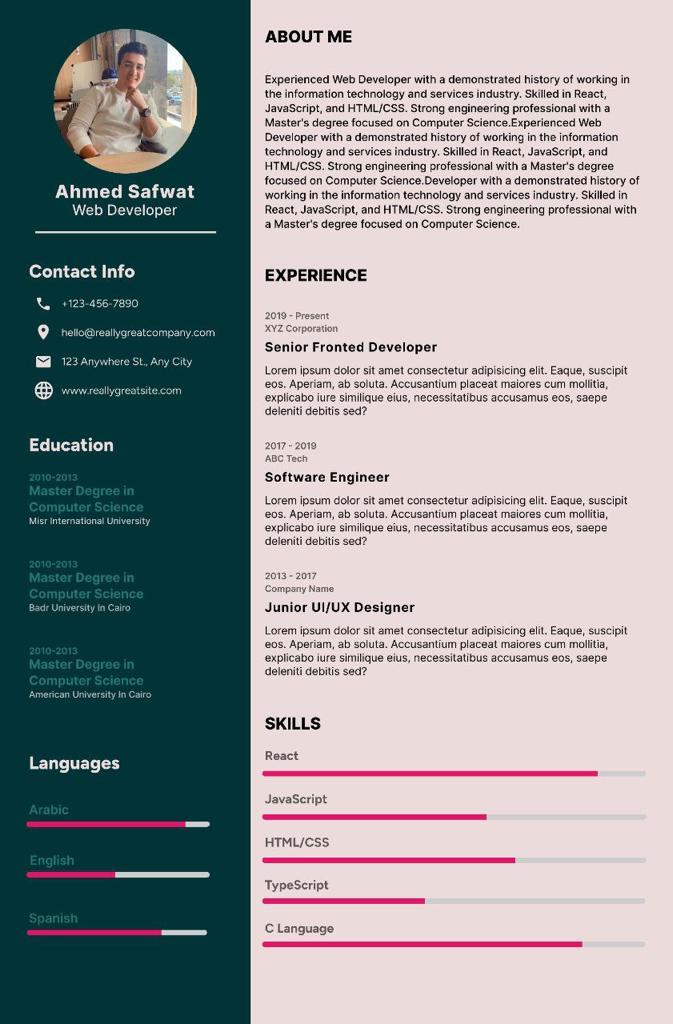 Ahmed Safwat
Web Developer
Contact Info
+123-456-7890
hello@reallygreatcompany.com
123 Anywhere St., Any City
www.reallygreatsite.com
Education
2010-2013
Master Degree in
Computer Science
Misr International University
2010-2013
Master Degree in
Computer Science
Badr University In Cairo
2010-2013
Master Degree in
Computer Science
American University In Cairo
Languages
Arabic
English
Spanish
ABOUT ME
Experienced Web Developer with a demonstrated history of working in
the information technology and services industry. Skilled in React,
JavaScript, and HTML/CSS. Strong engineering professional with a
Master's degree focused on Computer Science.Experienced Web
Developer with a demonstrated history of working in the information
technology and services industry. Skilled in React, JavaScript, and
HTML/CSS. Strong engineering professional with a Master's degree
focused on Computer Science.Developer with a demonstrated history of
working in the information technology and services industry. Skilled in
React, JavaScript, and HTML/CSS. Strong engineering professional with
a Master's degree focused on Computer Science.
EXPERIENCE
2019 - Present
XYZ Corporation
Senior Fronted Developer
Lorem ipsum dolor sit amet consectetur adipisicing elit. Eaque, suscipit
eos. Aperiam, ab soluta. Accusantium placeat maiores cum mollitia,
explicabo iure similique eius, necessitatibus accusamus eos, saepe
deleniti debitis sed?
2017 - 2019
ABC Tech
Software Engineer
Lorem ipsum dolor sit amet consectetur adipisicing elit. Eaque, suscipit
eos. Aperiam, ab soluta. Accusantium placeat maiores cum mollitia,
explicabo iure similique eius, necessitatibus accusamus eos, saepe
deleniti debitis sed?
2013 - 2017
Company Name
Junior UI/UX Designer
Lorem ipsum dolor sit amet consectetur adipisicing elit. Eaque, suscipit
eos. Aperiam, ab soluta. Accusantium placeat maiores cum mollitia,
explicabo iure similique eius, necessitatibus accusamus eos, saepe
deleniti debitis sed?
SKILLS
React
JavaScript
HTML/CSS
TypeScript
C Language